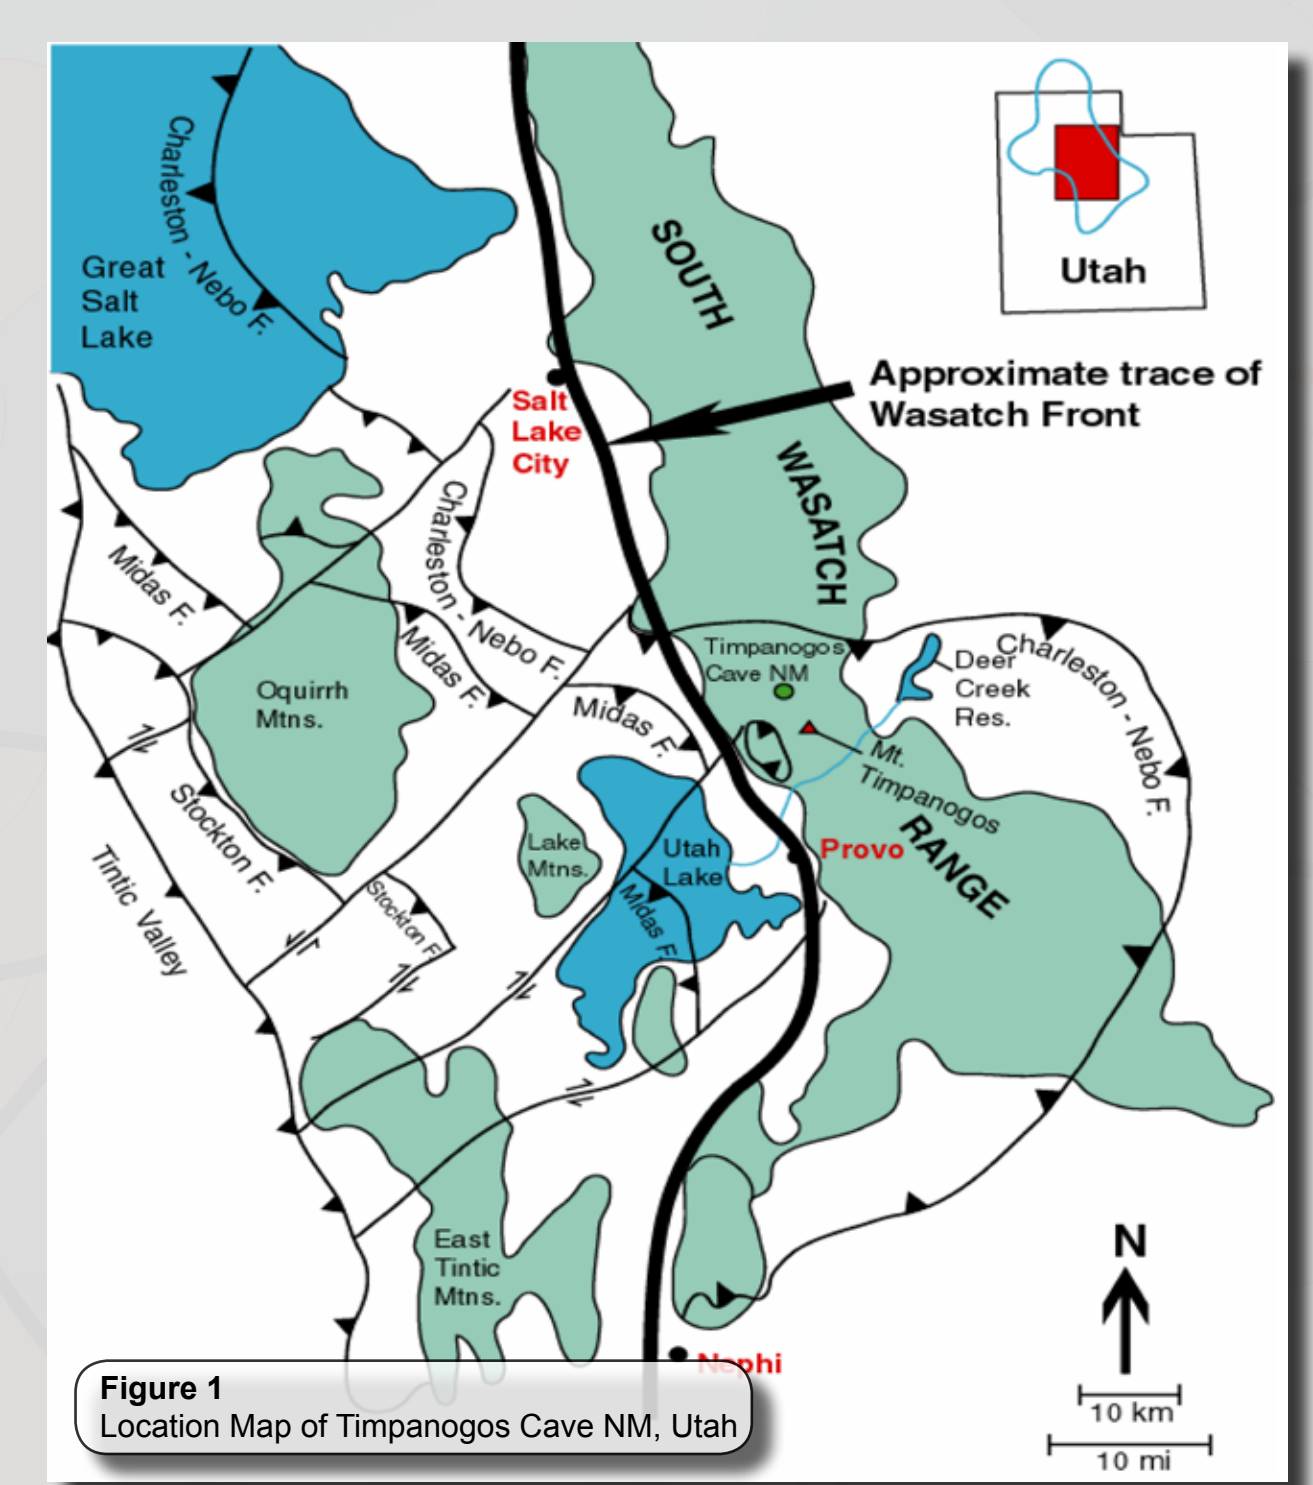 Charleston - Nebo F.
Great
Salt
Lake
SOUTH
Utah
Approximate trace of
Wasatch Front
Salt
Lake
City
WASATCH
Charleston - Nebo F.
Midas F.
Midas F.
Timpanogos
Cave NM
Deer
Creek
Res.
Charleston - Nebo F.
Oquirrh
Mtns.
Midas F.
Mt.
Timpanogos
Stockton F.
Tintic Valley
Lake
Mtns.
Utah
Lake
Provo
RANGE
Stockton F.
Midas F.
East
Tintic
Mtns.
N
Nephi
10 km
10 mi
Figure 1
Location Map of Timpanogos Cave NM, Utah